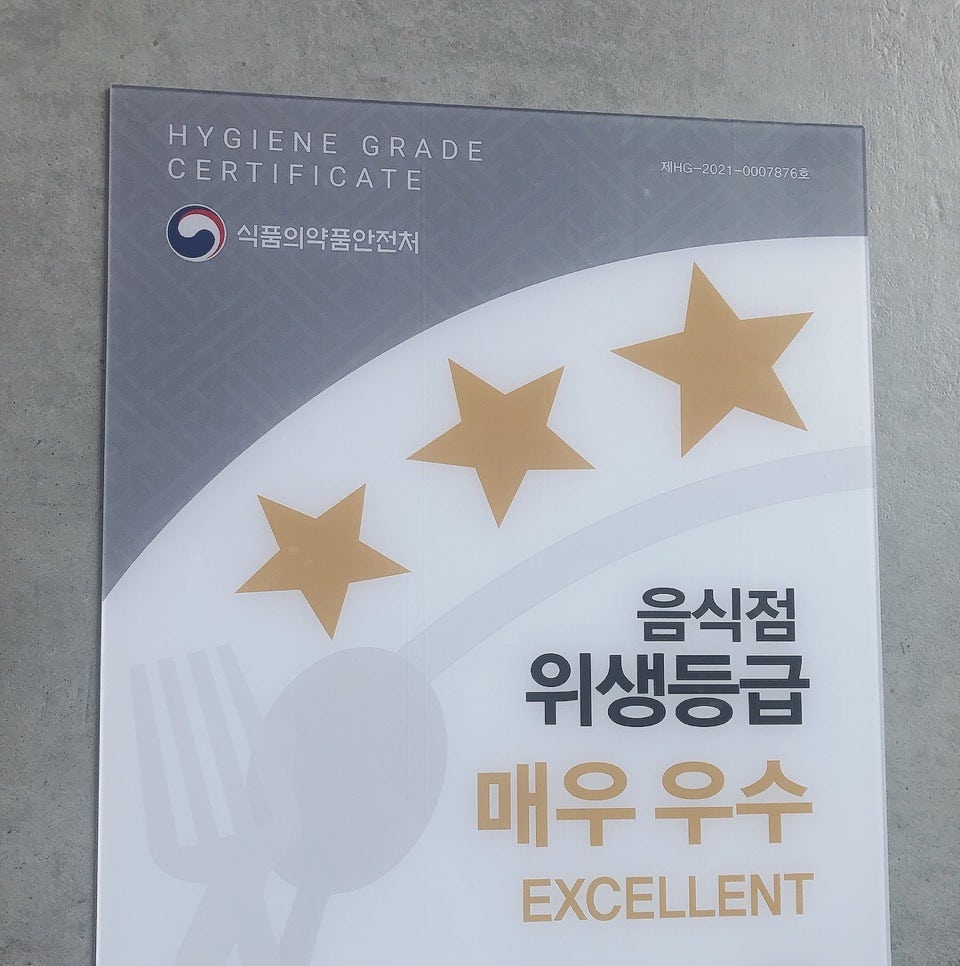 HYGIENE GRADE
CERTIFICATE
제HG-2021-0007876호
식품의약품안전처
음식점
위생등급
매우 우수
EXCELLENT